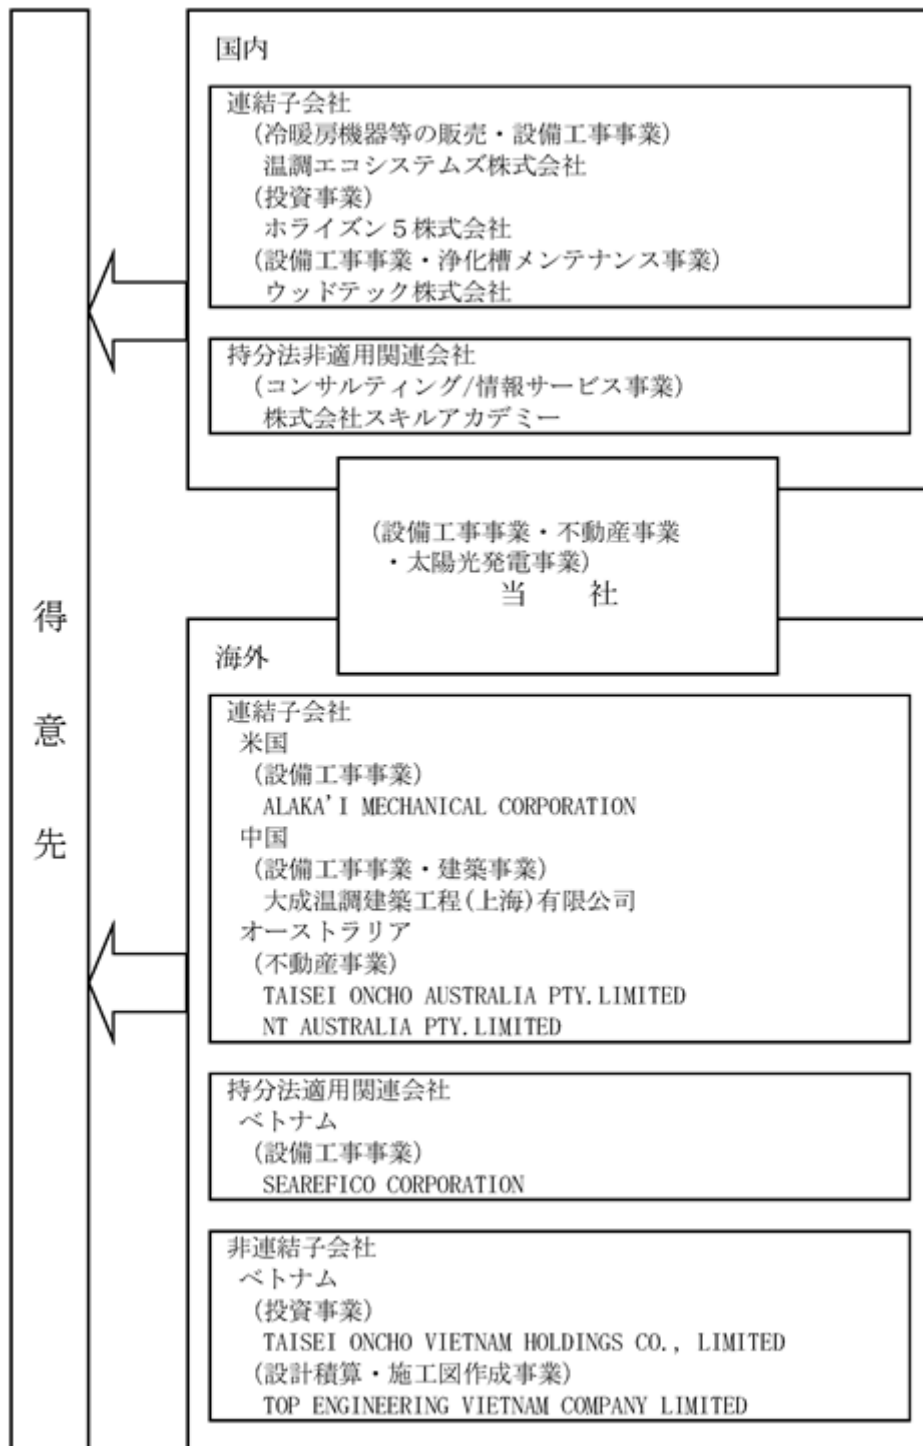 国内
連結子会社
(冷暖房機器等の販売・設備工事事業)
温調エコシステムズ株式会社
(投資事業)
ホライズン5株式会社
(設備工事事業・浄化槽メンテナンス事業)
ウッドテック株式会社
持分法非適用関連会社
(コンサルティング/情報サービス事業)
株式会社スキルアカデミー
(設備工事事業・不動産事業
・太陽光発電事業)
当　社
得意先
海外
連結子会社
米国
(設備工事事業)
ALAKA'I MECHANICAL CORPORATION
中国
(設備工事事業・建築事業)
大成温調建築工程(上海)有限公司
オーストラリア
(不動産事業)
TAISEI ONCHO AUSTRALIA PTY.LIMITED
NT AUSTRALIA PTY.LIMITED
持分法適用関連会社
ベトナム
(設備工事事業)
SEAREFICO CORPORATION
非連結子会社
ベトナム
(投資事業)
TAISEI ONCHO VIETNAM HOLDINGS CO., LIMITED
(設計積算・施工図作成事業)
TOP ENGINEERING VIETNAM COMPANY LIMITED